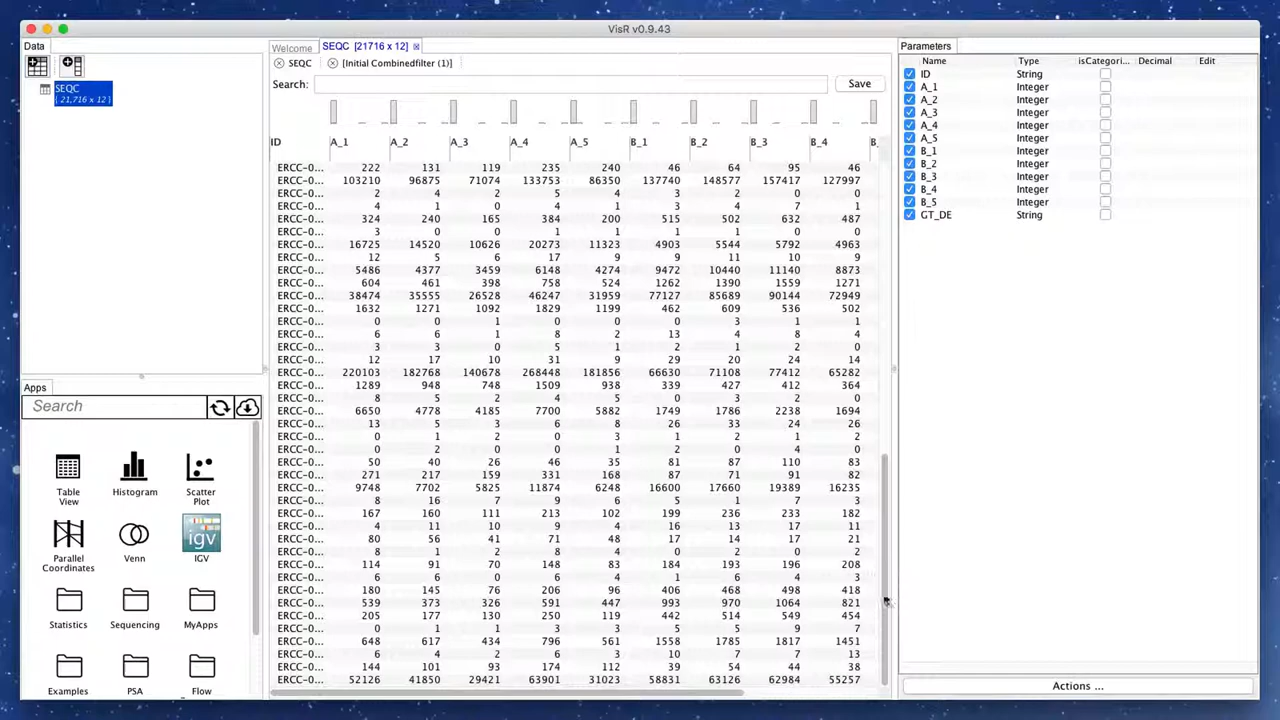 VisR v0.9.43
Data
SEQC
[ 21,716 x 12 ]
Apps
Search
Table View
Histogram
Scatter Plot
Parallel Coordinates
Venn
igv
IGV
Statistics
Sequencing
MyApps
Examples
PSA
Flow
Welcome
SEQC [21716 x 12]
SEQC [Initial Combinedfilter (1)]
Search:
Save
ID A_1 A_2 A_3 A_4 A_5 B_1 B_2 B_3 B_4 B_
ERCC-0... 222 131 119 235 240 46 64 95 46
ERCC-0... 103210 96875 71074 133753 86350 137740 148577 157417 127997
ERCC-0... 2 4 2 5 4 3 2 0 0
ERCC-0... 4 1 0 4 1 3 4 7 1
ERCC-0... 324 240 165 384 200 515 502 632 487
ERCC-0... 3 0 0 1 1 1 1 0 0
ERCC-0... 16725 14520 10626 20273 11323 4903 5544 5792 4963
ERCC-0... 12 5 6 17 9 9 11 10 9
ERCC-0... 5486 4377 3459 6148 4274 9472 10440 11140 8873
ERCC-0... 604 461 398 758 524 1262 1390 1559 1271
ERCC-0... 38474 35555 26528 46247 31959 77127 85689 90144 72949
ERCC-0... 1632 1271 1092 1829 1199 462 609 536 502
ERCC-0... 0 0 1 0 0 0 3 1 1
ERCC-0... 6 6 1 8 2 13 4 8 4
ERCC-0... 3 3 0 5 1 2 1 2 0
ERCC-0... 12 17 10 31 9 29 20 24 14
ERCC-0... 220103 182768 140678 268448 181856 66630 71108 77412 65282
ERCC-0... 1289 948 748 1509 938 339 427 412 364
ERCC-0... 8 5 2 4 5 0 3 2 0
ERCC-0... 6650 4778 4185 7700 5882 1749 1786 2238 1694
ERCC-0... 13 5 3 6 8 26 33 24 26
ERCC-0... 0 1 2 0 3 1 2 1 2
ERCC-0... 0 2 0 0 1 2 0 4 0
ERCC-0... 50 40 26 46 35 81 87 110 83
ERCC-0... 271 217 159 331 168 87 71 91 82
ERCC-0... 9748 7702 5825 11874 6248 16600 17660 19389 16235
ERCC-0... 8 16 7 9 6 5 1 7 3
ERCC-0... 167 160 111 213 102 199 236 233 182
ERCC-0... 4 11 10 9 4 16 13 17 11
ERCC-0... 80 56 41 71 48 17 14 17 21
ERCC-0... 8 1 2 8 4 0 2 0 2
ERCC-0... 114 91 70 148 83 184 193 196 208
ERCC-0... 6 6 0 6 4 1 6 4 3
ERCC-0... 180 145 76 206 96 406 468 498 418
ERCC-0... 539 373 326 591 447 993 970 1064 821
ERCC-0... 205 177 130 250 119 442 514 549 454
ERCC-0... 0 1 1 3 3 5 5 9 7
ERCC-0... 648 617 434 796 561 1558 1785 1817 1451
ERCC-0... 6 4 2 6 3 10 7 7 13
ERCC-0... 144 101 93 174 112 39 54 44 38
ERCC-0... 52126 41850 29421 63901 31023 58831 63126 62984 55257
Parameters
Name Type isCategori... Decimal Edit
ID String
A_1 Integer
A_2 Integer
A_3 Integer
A_4 Integer
A_5 Integer
B_1 Integer
B_2 Integer
B_3 Integer
B_4 Integer
B_5 Integer
GT_DE String
Actions ...